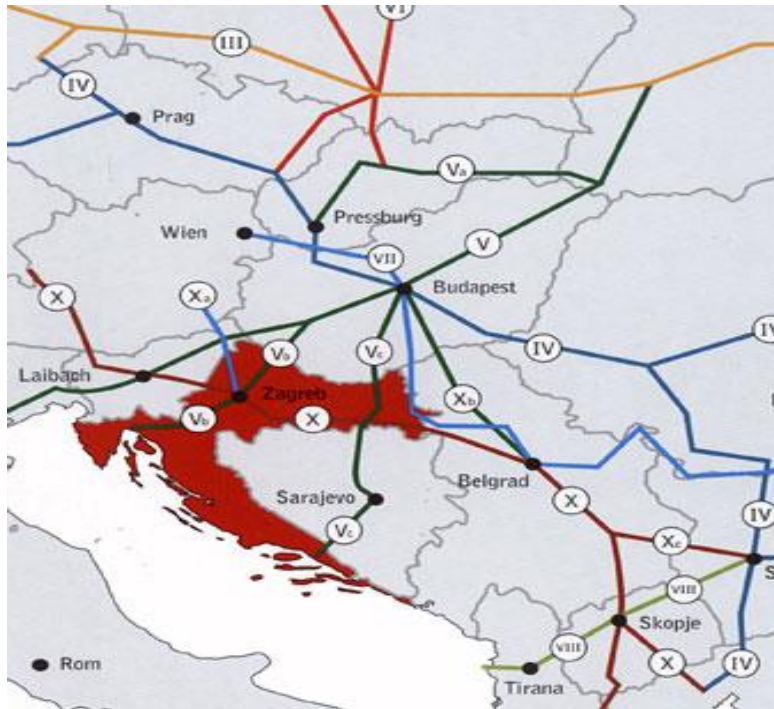 VI
III
IV
Prag
Va
Pressburg
Wien
VII
V
X
Xa
Budapest
IV
IV
Laibach
Vb
Vc
Zagreb
Xb
Vb
X
Belgrad
Sarajevo
X
IV
Vc
Xc
S
VIII
Skopje
VIII
Rom
Tirana
X
IV